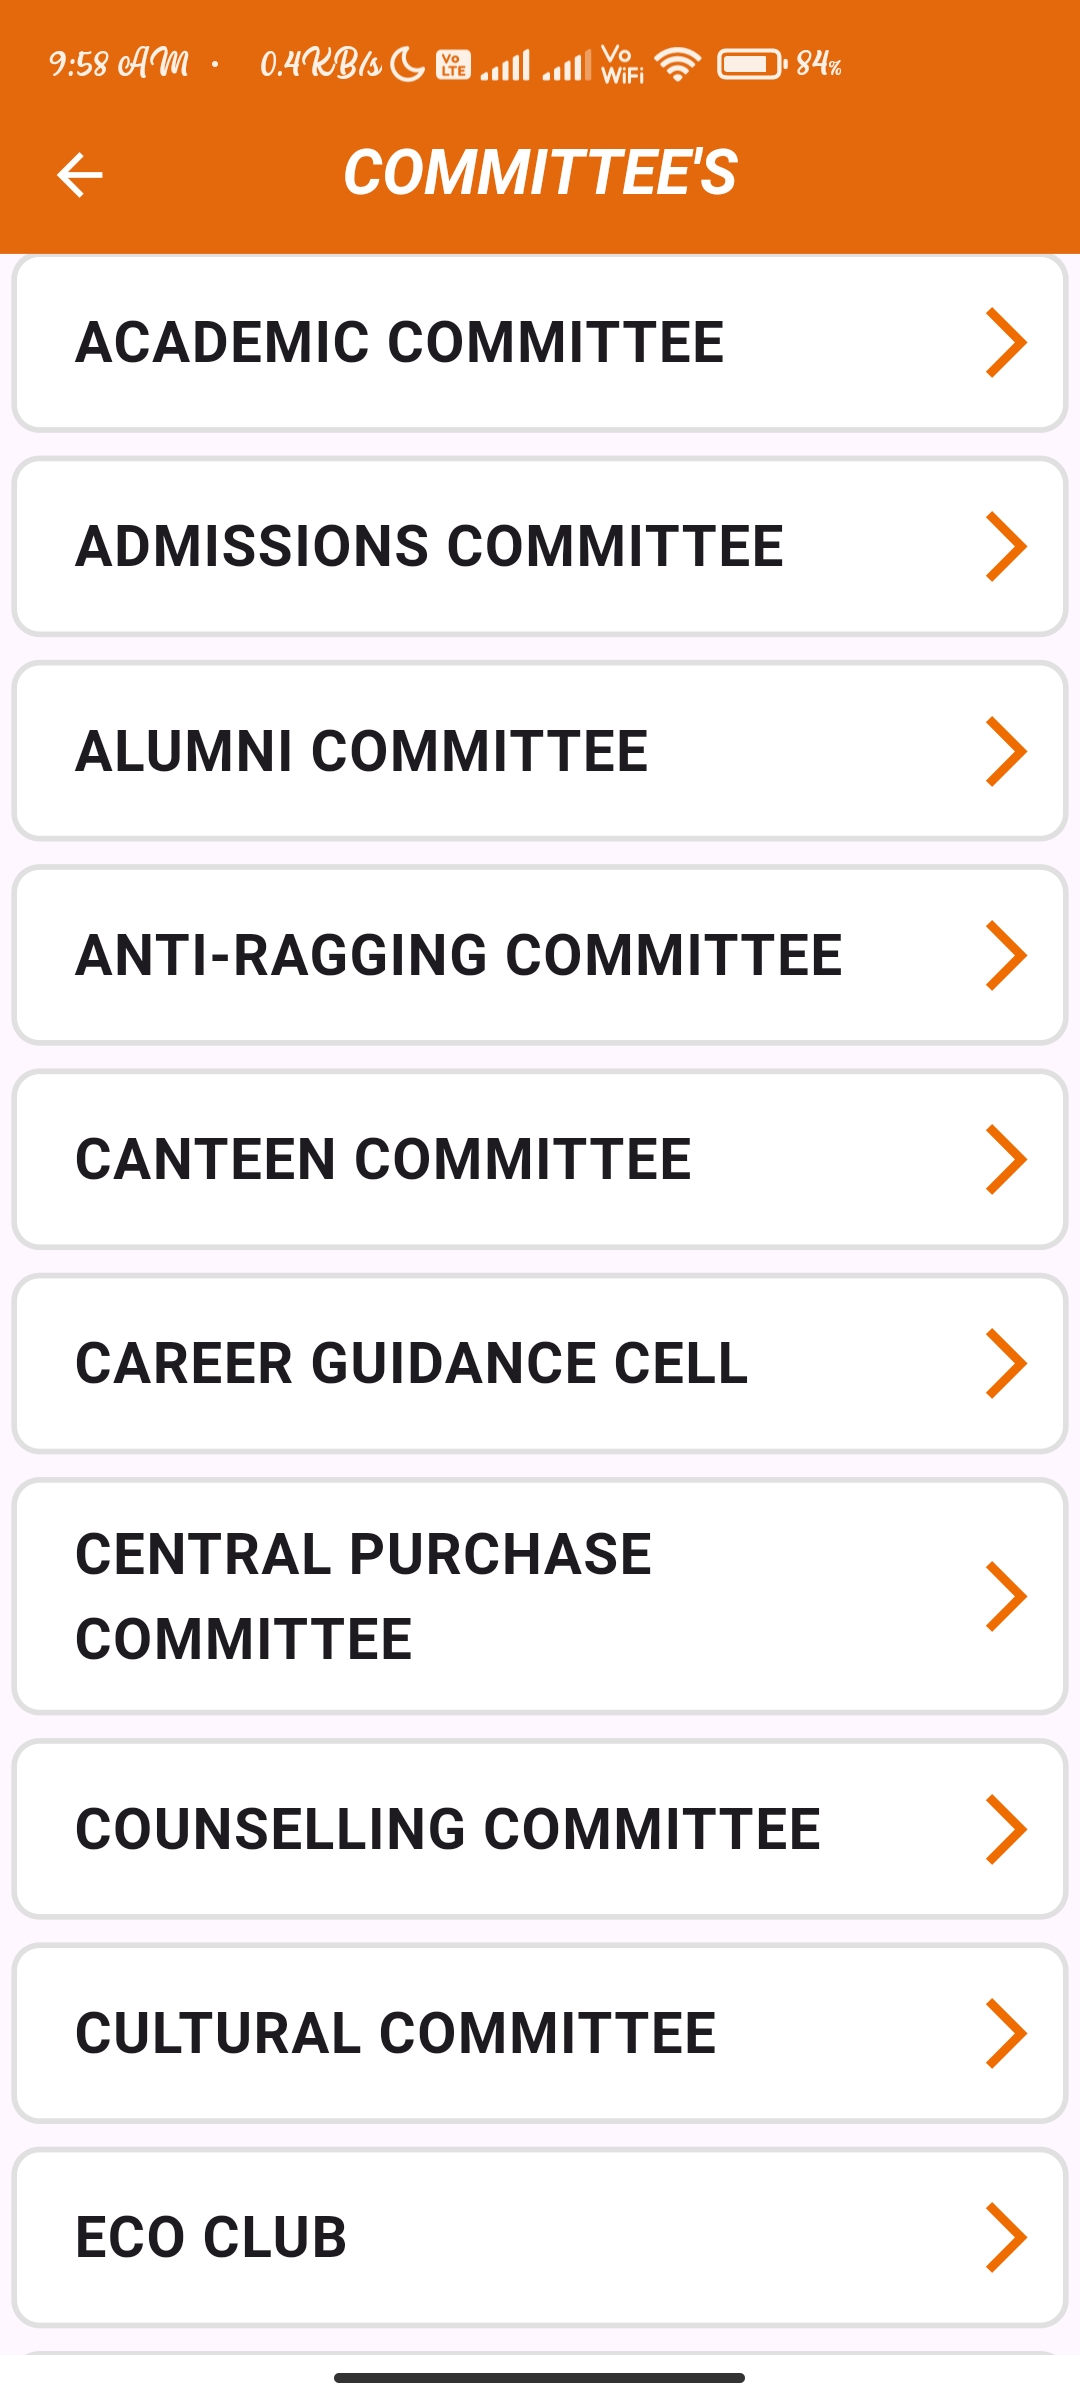 9:58 AM · 0.4KB/s Vo LTE Vo WiFi 84%
COMMITTEE'S
ACADEMIC COMMITTEE
ADMISSIONS COMMITTEE
ALUMNI COMMITTEE
ANTI-RAGGING COMMITTEE
CANTEEN COMMITTEE
CAREER GUIDANCE CELL
CENTRAL PURCHASE
COMMITTEE
COUNSELLING COMMITTEE
CULTURAL COMMITTEE
ECO CLUB